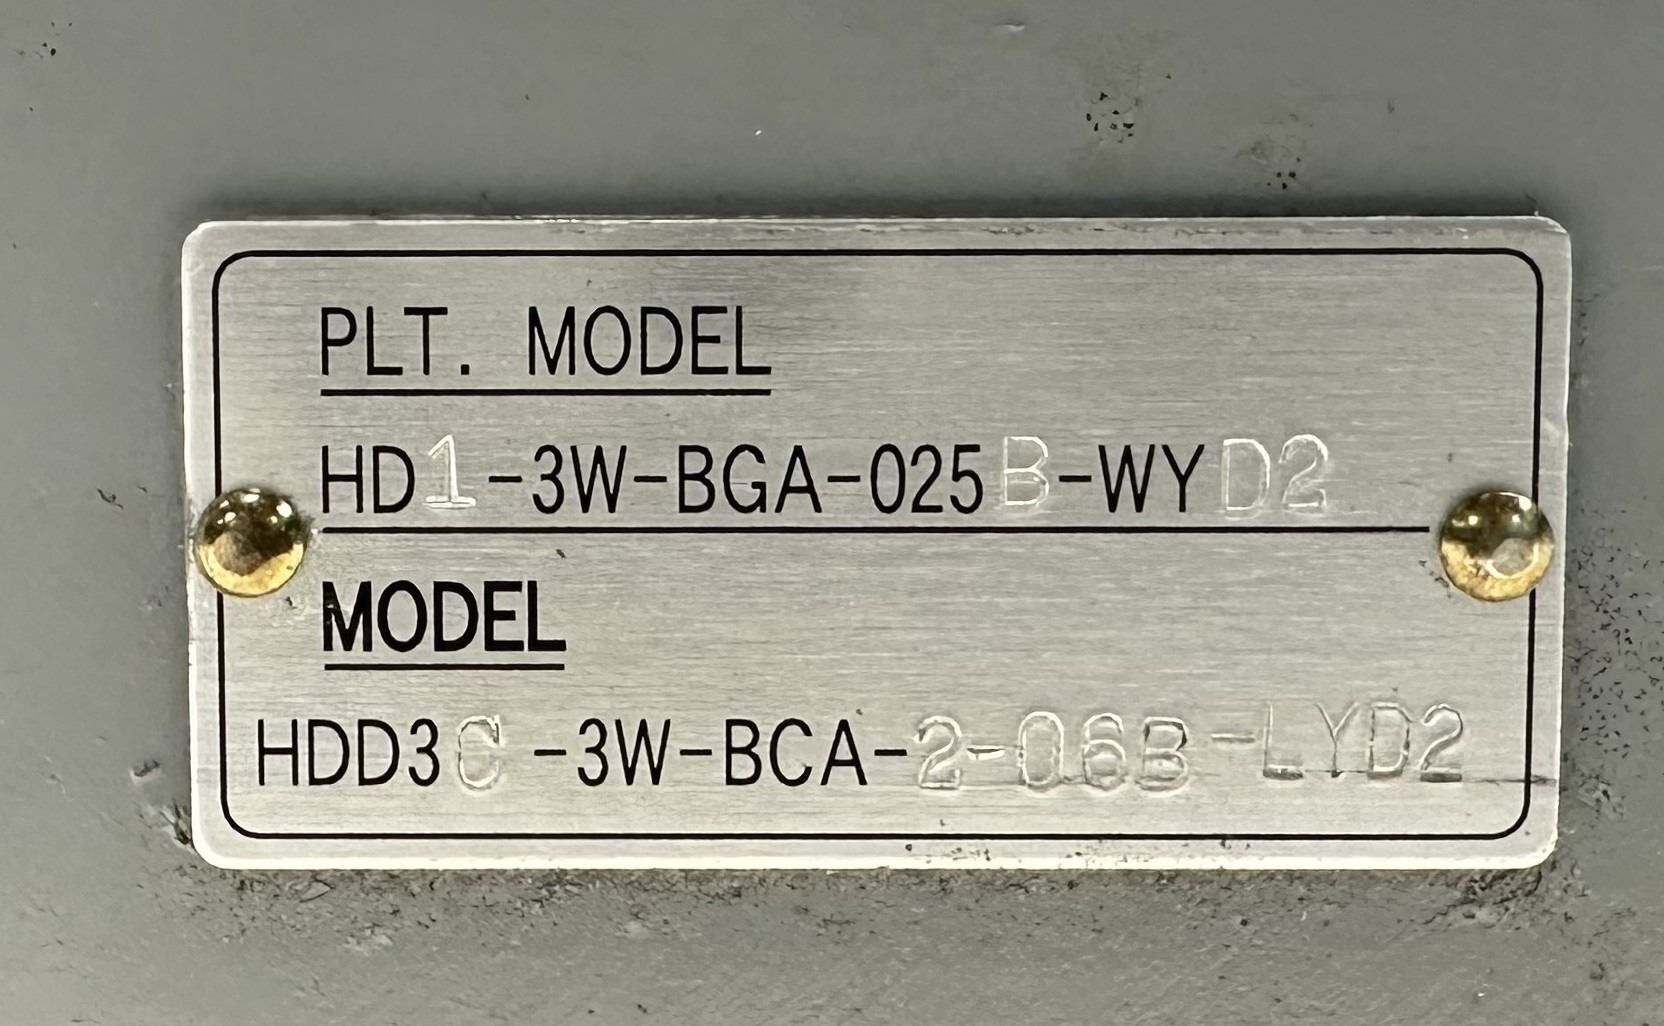 PLT. MODEL
HD1-3W-BGA-025B-WYD2
MODEL
HDD3C-3W-BCA-2-06B-LYD2